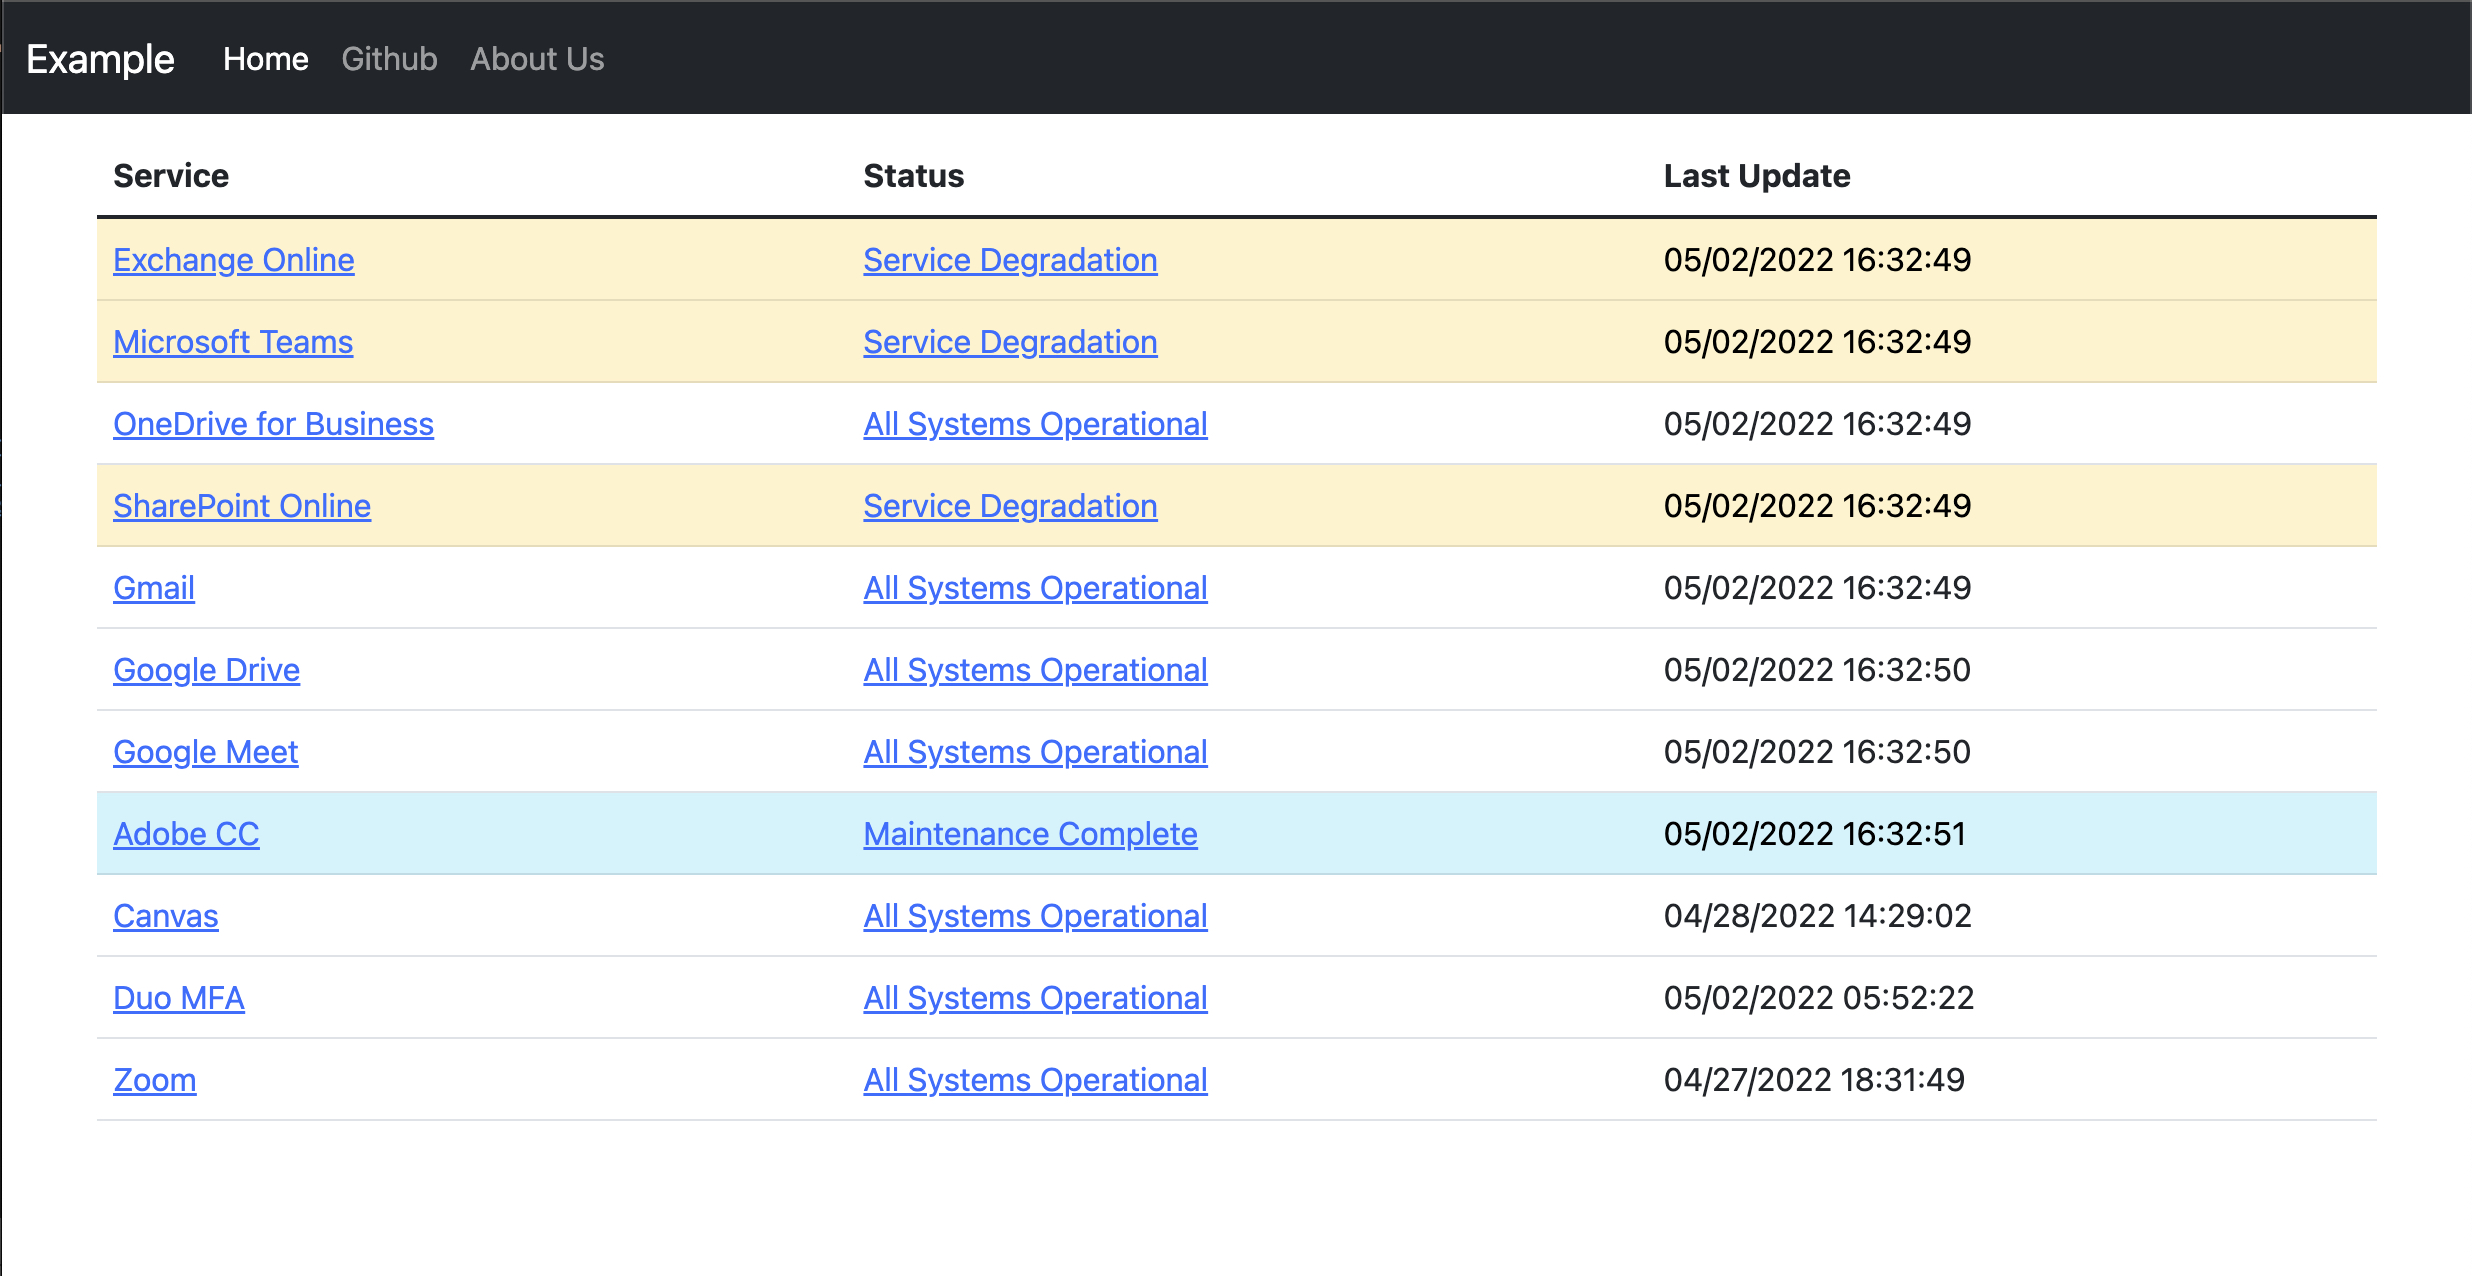 Example Home Github About Us
Service Status Last Update
Exchange Online Service Degradation 05/02/2022 16:32:49
Microsoft Teams Service Degradation 05/02/2022 16:32:49
OneDrive for Business All Systems Operational 05/02/2022 16:32:49
SharePoint Online Service Degradation 05/02/2022 16:32:49
Gmail All Systems Operational 05/02/2022 16:32:49
Google Drive All Systems Operational 05/02/2022 16:32:50
Google Meet All Systems Operational 05/02/2022 16:32:50
Adobe CC Maintenance Complete 05/02/2022 16:32:51
Canvas All Systems Operational 04/28/2022 14:29:02
Duo MFA All Systems Operational 05/02/2022 05:52:22
Zoom All Systems Operational 04/27/2022 18:31:49